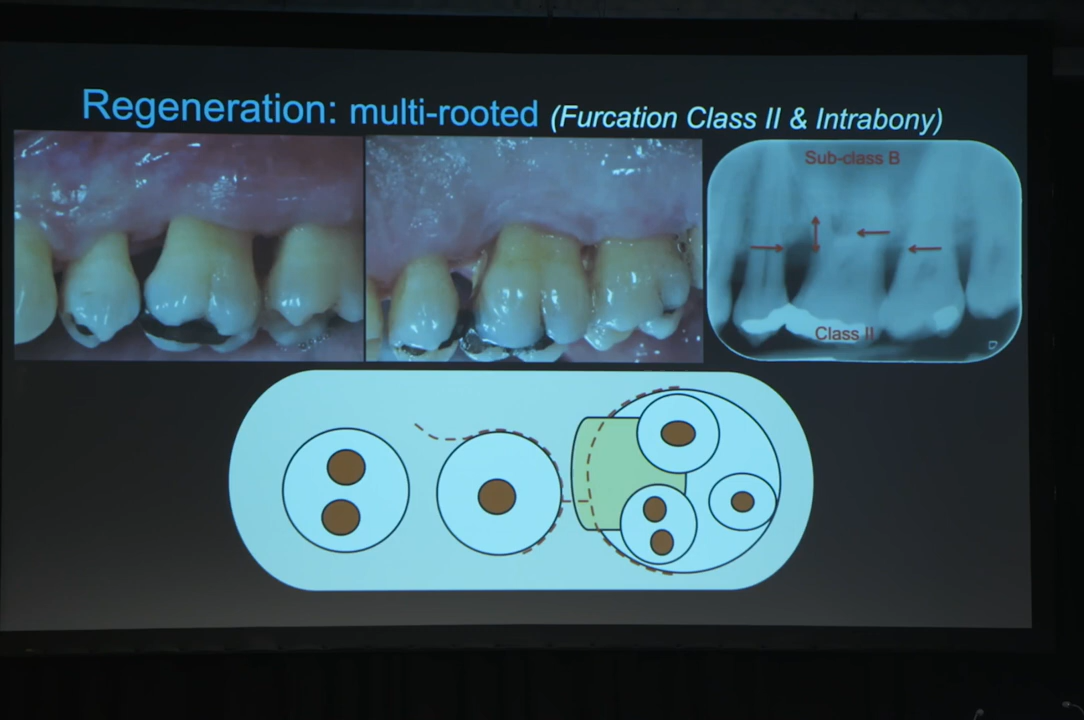 Regeneration: multi-rooted (Furcation Class II & Intrabony)
Sub-class B
Class II